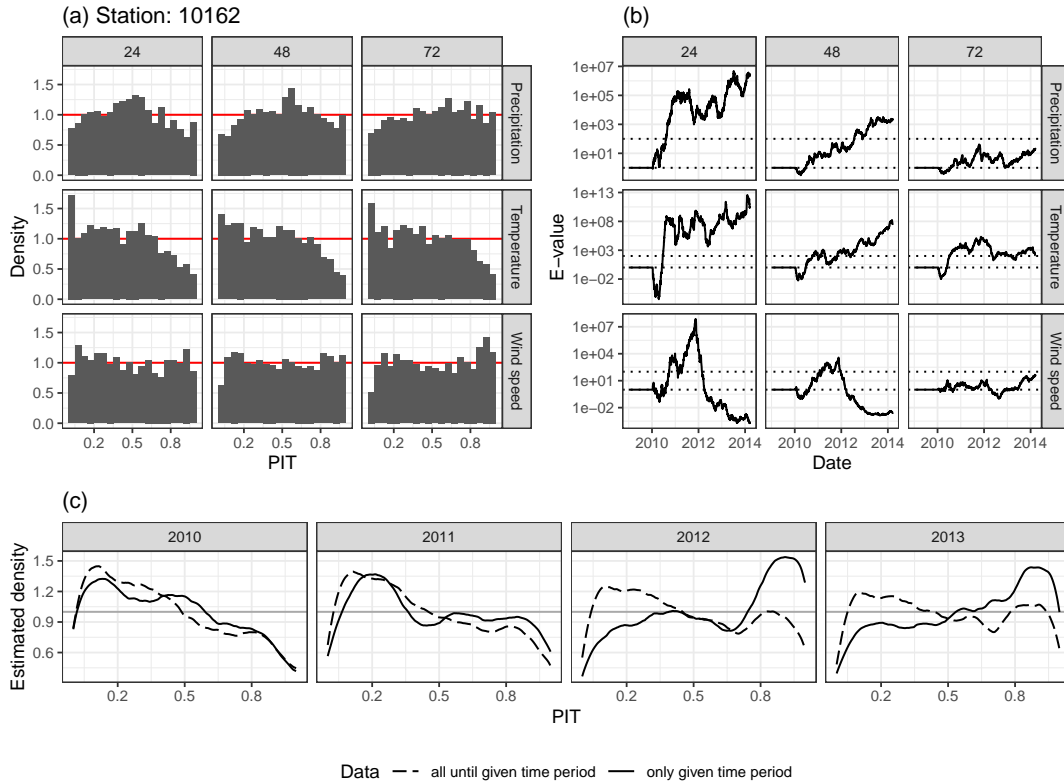 (a) Station: 10162
24 48 72
1.5
1.0
0.5
0.0
Precipitation
1.5
1.0
0.5
0.0
Temperature
1.5
1.0
0.5
0.0
Wind speed
Density
0.2 0.5 0.8 0.2 0.5 0.8 0.2 0.5 0.8
PIT
(b)
24 48 72
1e+07
1e+05
1e+03
1e+01
Precipitation
1e+13
1e+08
1e+03
1e−02
Temperature
1e+07
1e+04
1e+01
1e−02
Wind speed
E−value
2010 2012 2014 2010 2012 2014 2010 2012 2014
Date
(c)
2010 2011 2012 2013
1.5
1.2
0.9
0.6
Estimated density
0.2 0.5 0.8 0.2 0.5 0.8 0.2 0.5 0.8 0.2 0.5 0.8
PIT
Data all until given time period only given time period